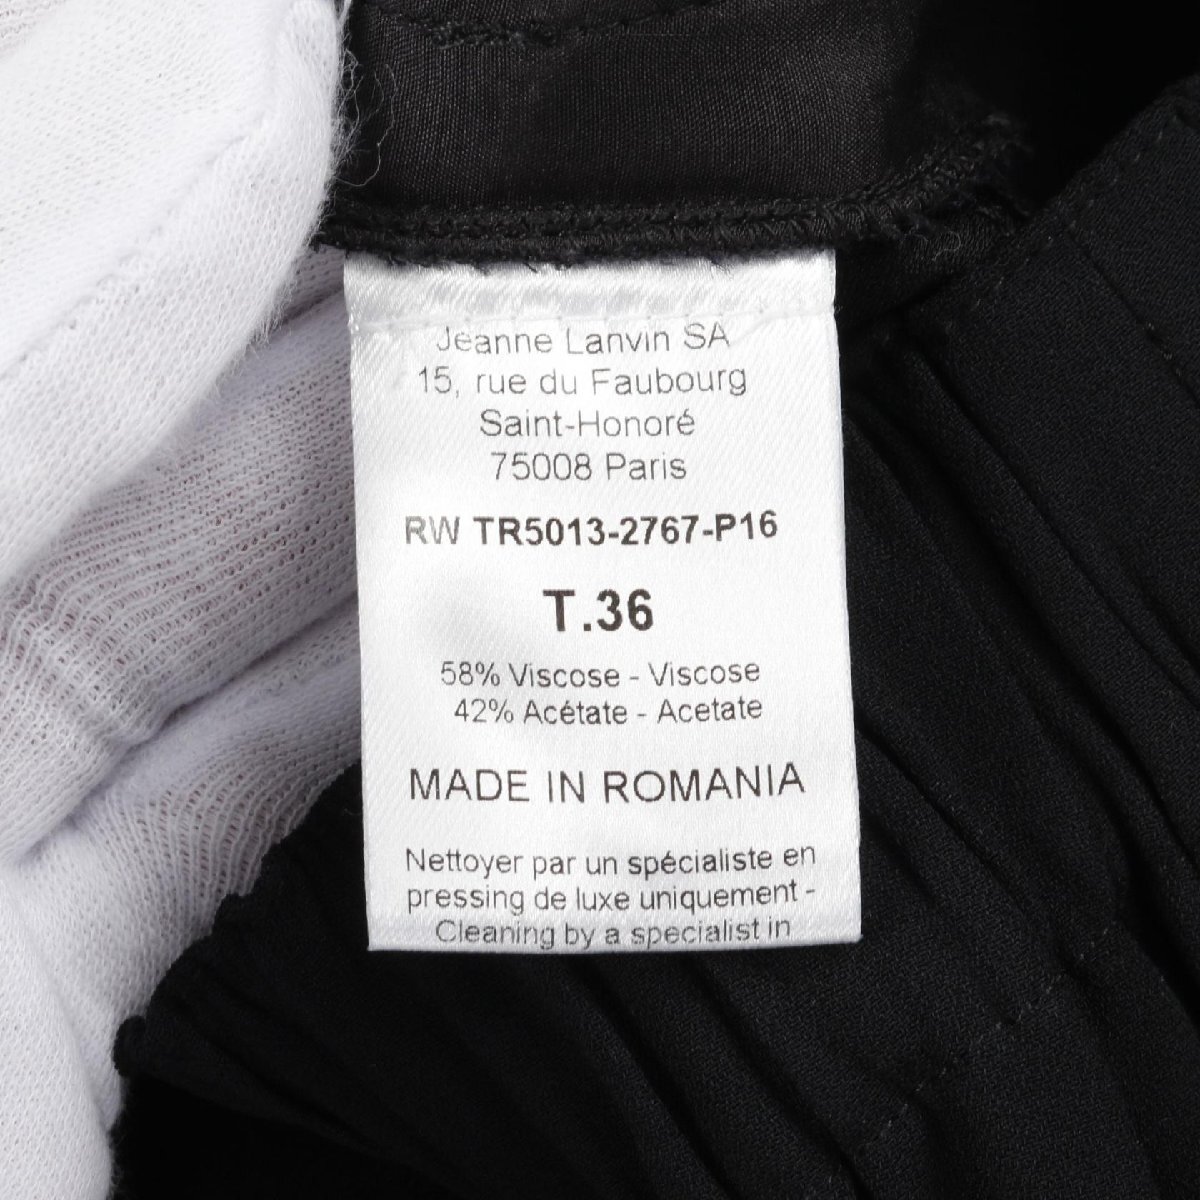 Jeanne Lanvin SA
15, rue du Faubourg
Saint-Honoré
75008 Paris
RW TR5013-2767-P16
T.36
58% Viscose - Viscose
42% Acétate - Acetate
MADE IN ROMANIA
Nettoyer par un spécialiste en
pressing de luxe uniquement -
Cleaning by a specialist in